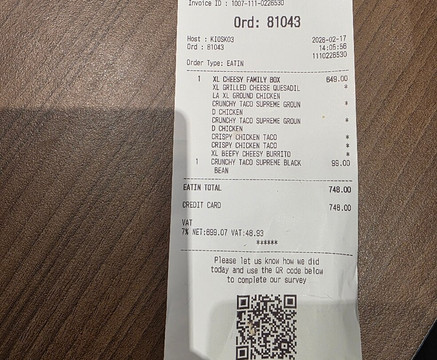 Invoice ID : 1007-111-0226530
Ord: 81043
Host : KIOSK03 2026-02-17
Ord : 81043 14:05:56
1110226530
Order Type: EATIN
1 XL CHEESY FAMILY BOX 649.00
XL GRILLED CHEESE QUESADIL *
LA XL GROUND CHICKEN
CRUNCHY TACO SUPREME GROUN *
D CHICKEN
CRUNCHY TACO SUPREME GROUN *
D CHICKEN
CRISPY CHICKEN TACO *
CRISPY CHICKEN TACO *
XL BEEFY CHEESY BURRITO *
1 CRUNCHY TACO SUPREME BLACK 99.00
BEAN
EATIN TOTAL 748.00
CREDIT CARD 748.00
VAT
7% NET:699.07 VAT:48.93
******
Please let us know how we did
today and use the QR code below
to complete our survey